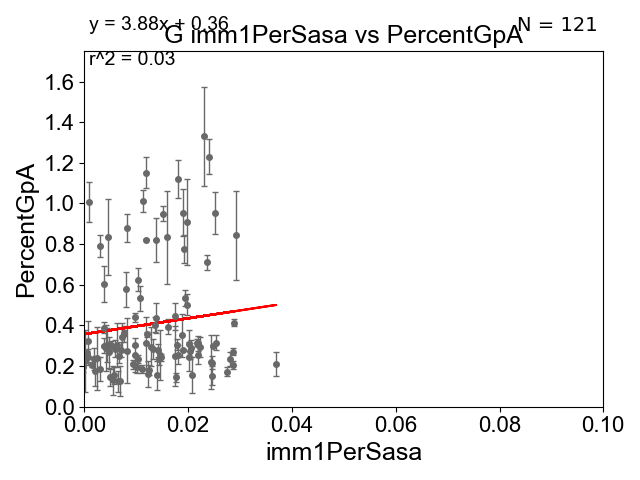 y = 3.88x + 0.36
G imm1PerSasa vs PercentGpA
N = 121
r^2 = 0.03
1.6
1.4
1.2
1.0
0.8
0.6
0.4
0.2
0.0
PercentGpA
0.00 0.02 0.04 0.06 0.08 0.10
imm1PerSasa